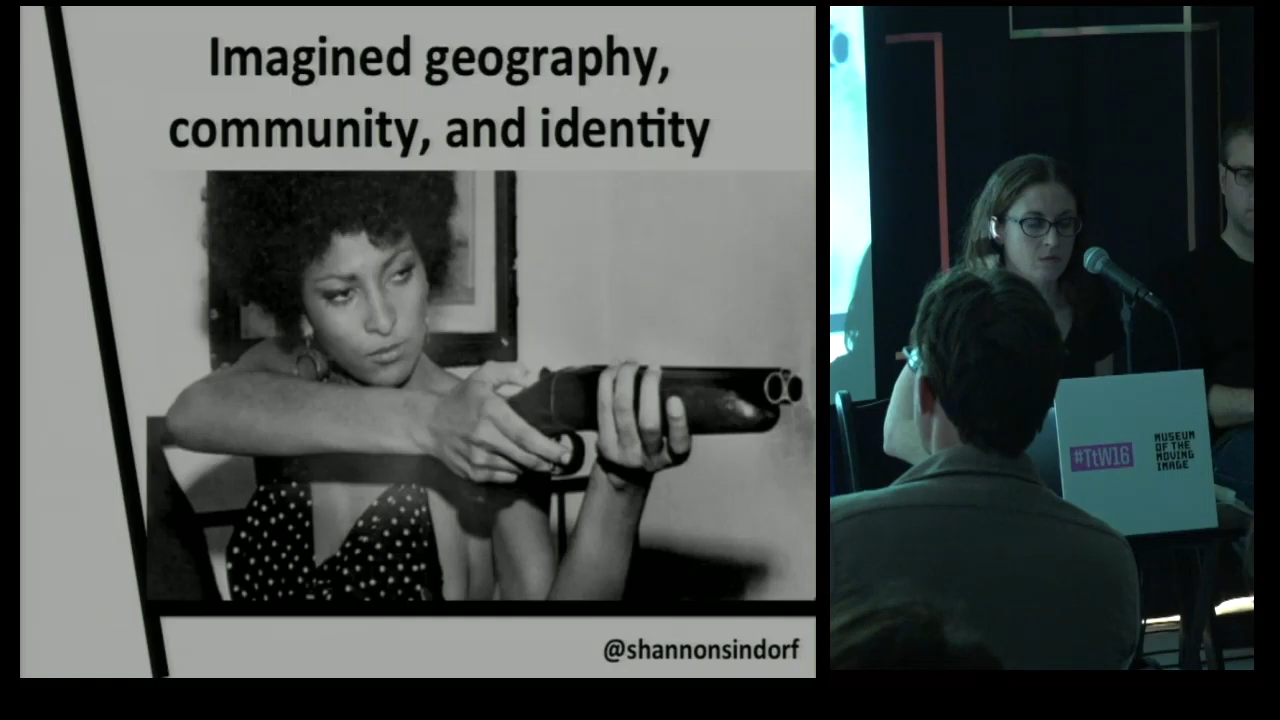 Imagined geography,
community, and identity
@shannonsindorf
#TtW16
MUSEUM
OF THE
MOVING
IMAGE